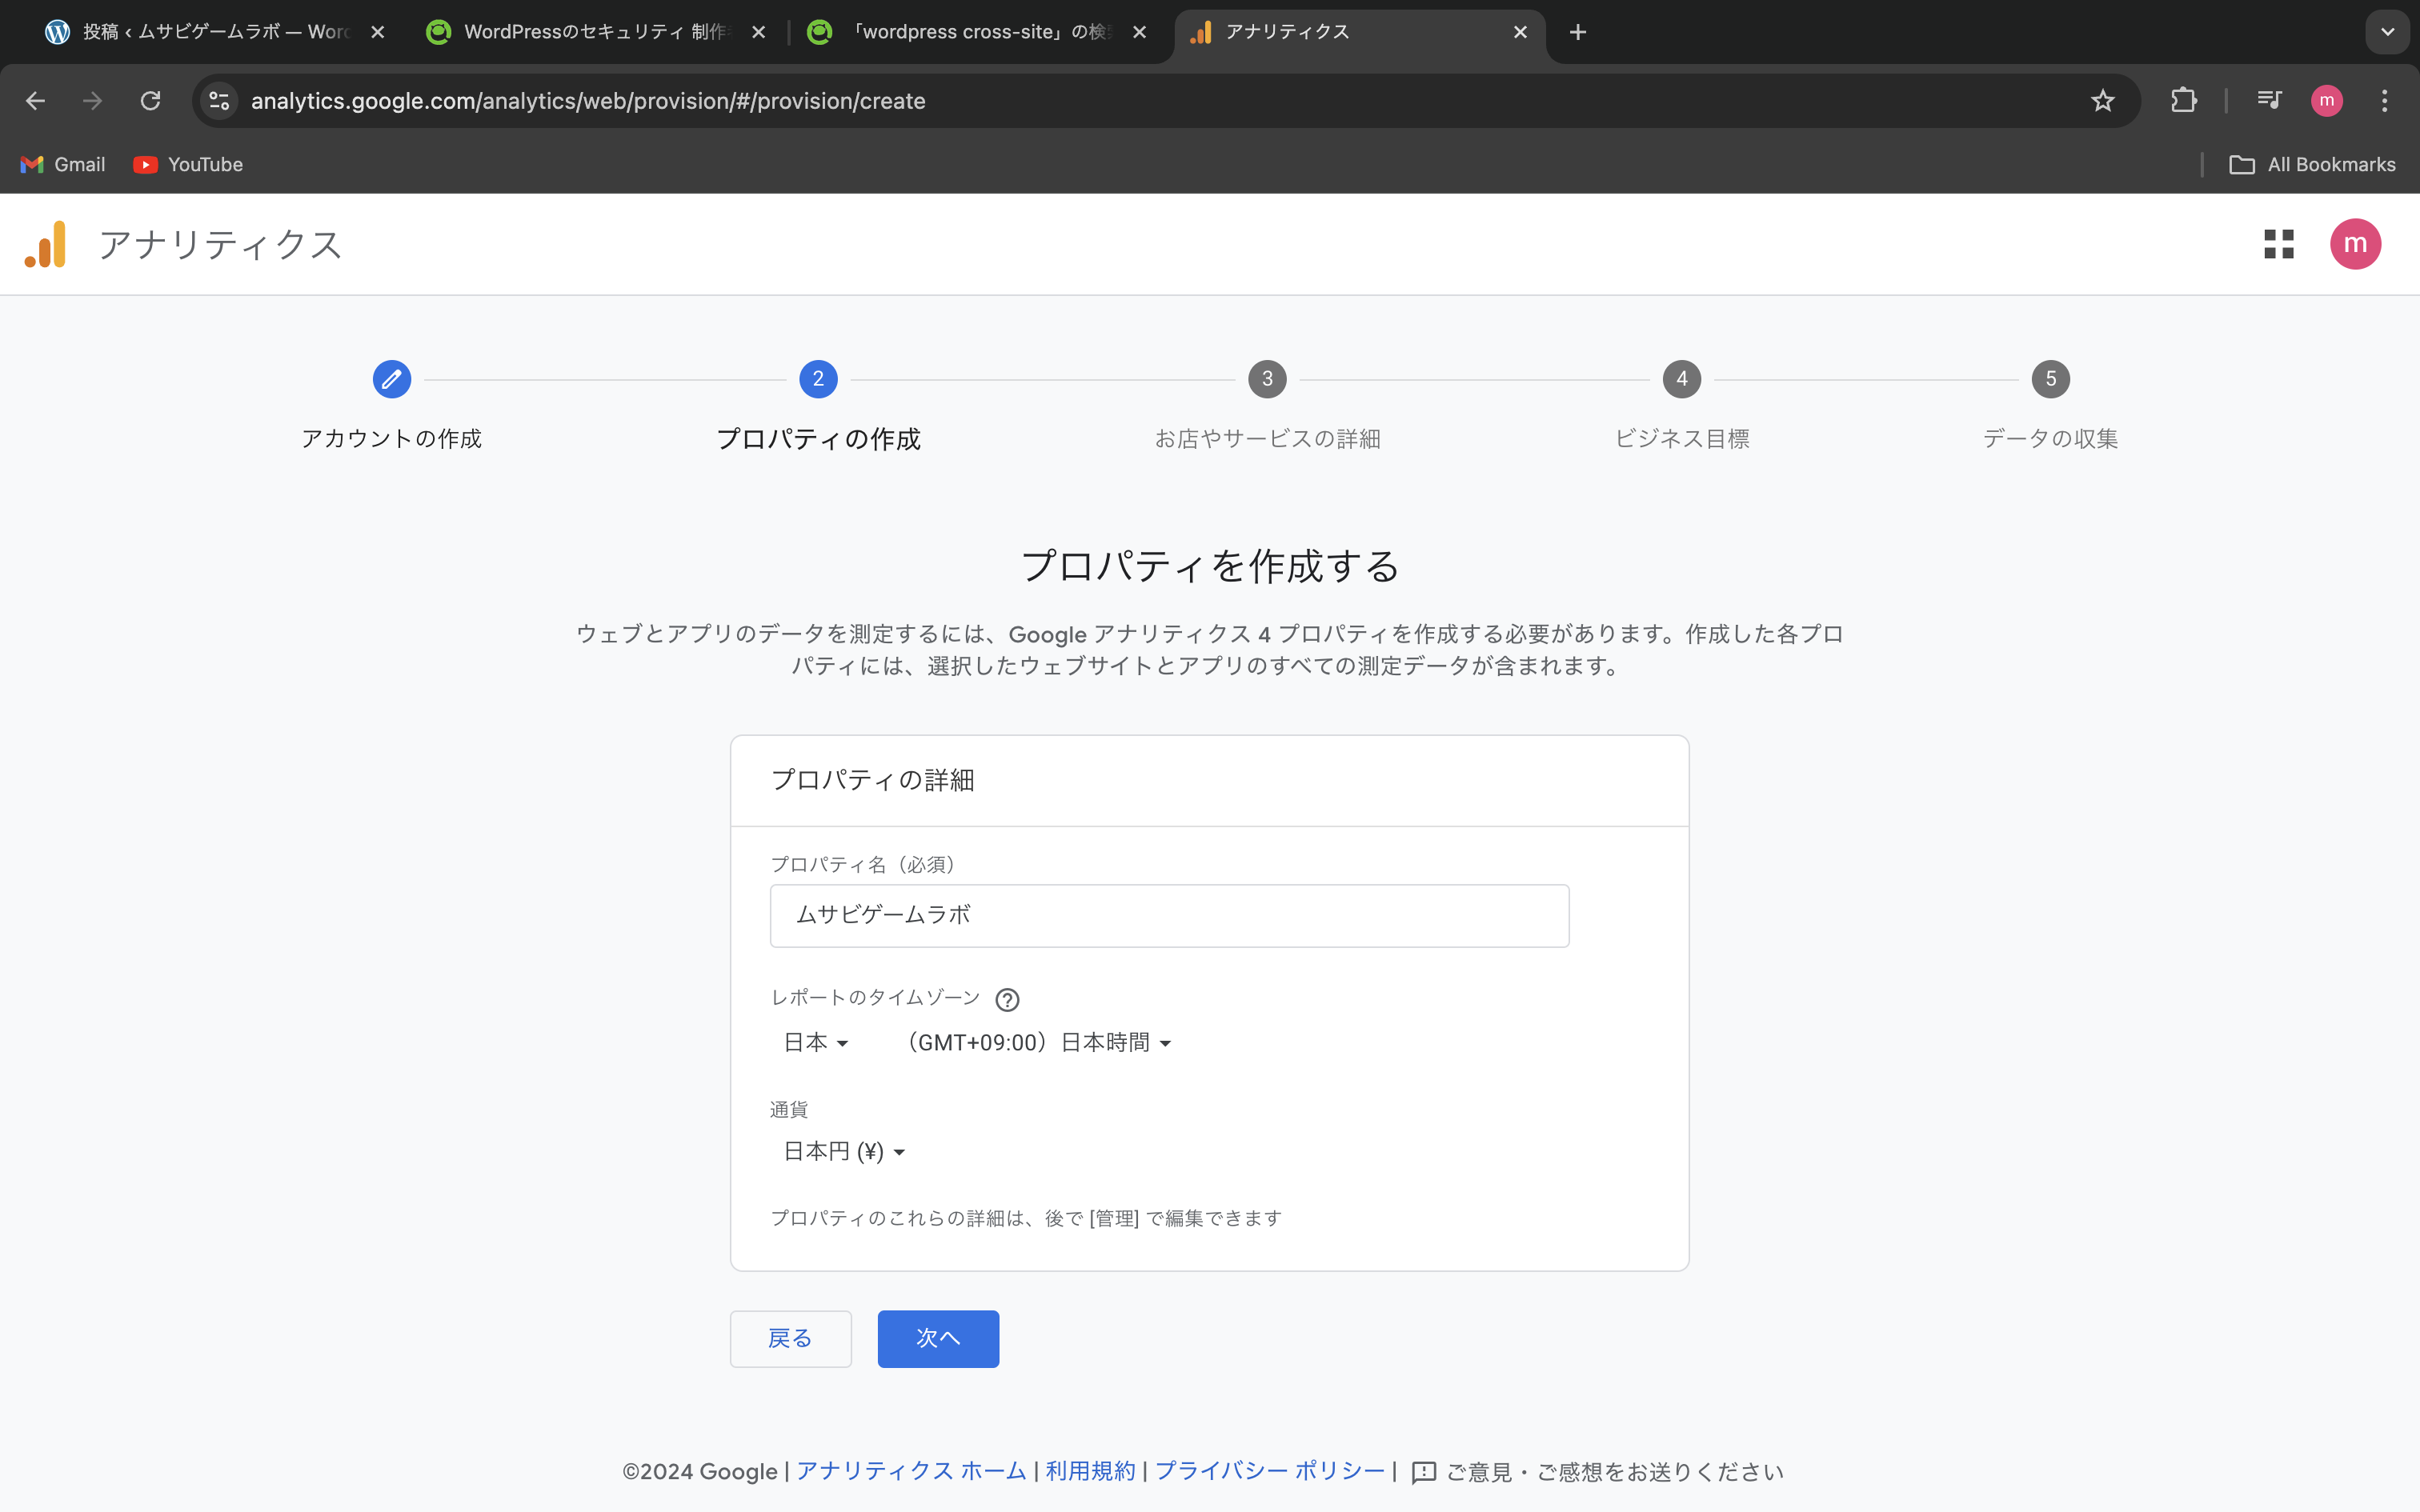 投稿 ‹ ムサビゲームラボ — Word
WordPressのセキュリティ 制作
「wordpress cross-site」の検
アナリティクス
analytics.google.com/analytics/web/provision/#/provision/create
m
Gmail
YouTube
All Bookmarks
アナリティクス
m
2
3
4
5
アカウントの作成
プロパティの作成
お店やサービスの詳細
ビジネス目標
データの収集
プロパティを作成する
ウェブとアプリのデータを測定するには、Google アナリティクス 4 プロパティを作成する必要があります。作成した各プロ
パティには、選択したウェブサイトとアプリのすべての測定データが含まれます。
プロパティの詳細
プロパティ名（必須）
ムサビゲームラボ
レポートのタイムゾーン
日本
（GMT+09:00）日本時間
通貨
日本円 (¥)
プロパティのこれらの詳細は、後で [管理] で編集できます
戻る
次へ
©2024 Google | アナリティクス ホーム | 利用規約 | プライバシー ポリシー | ご意見・ご感想をお送りください